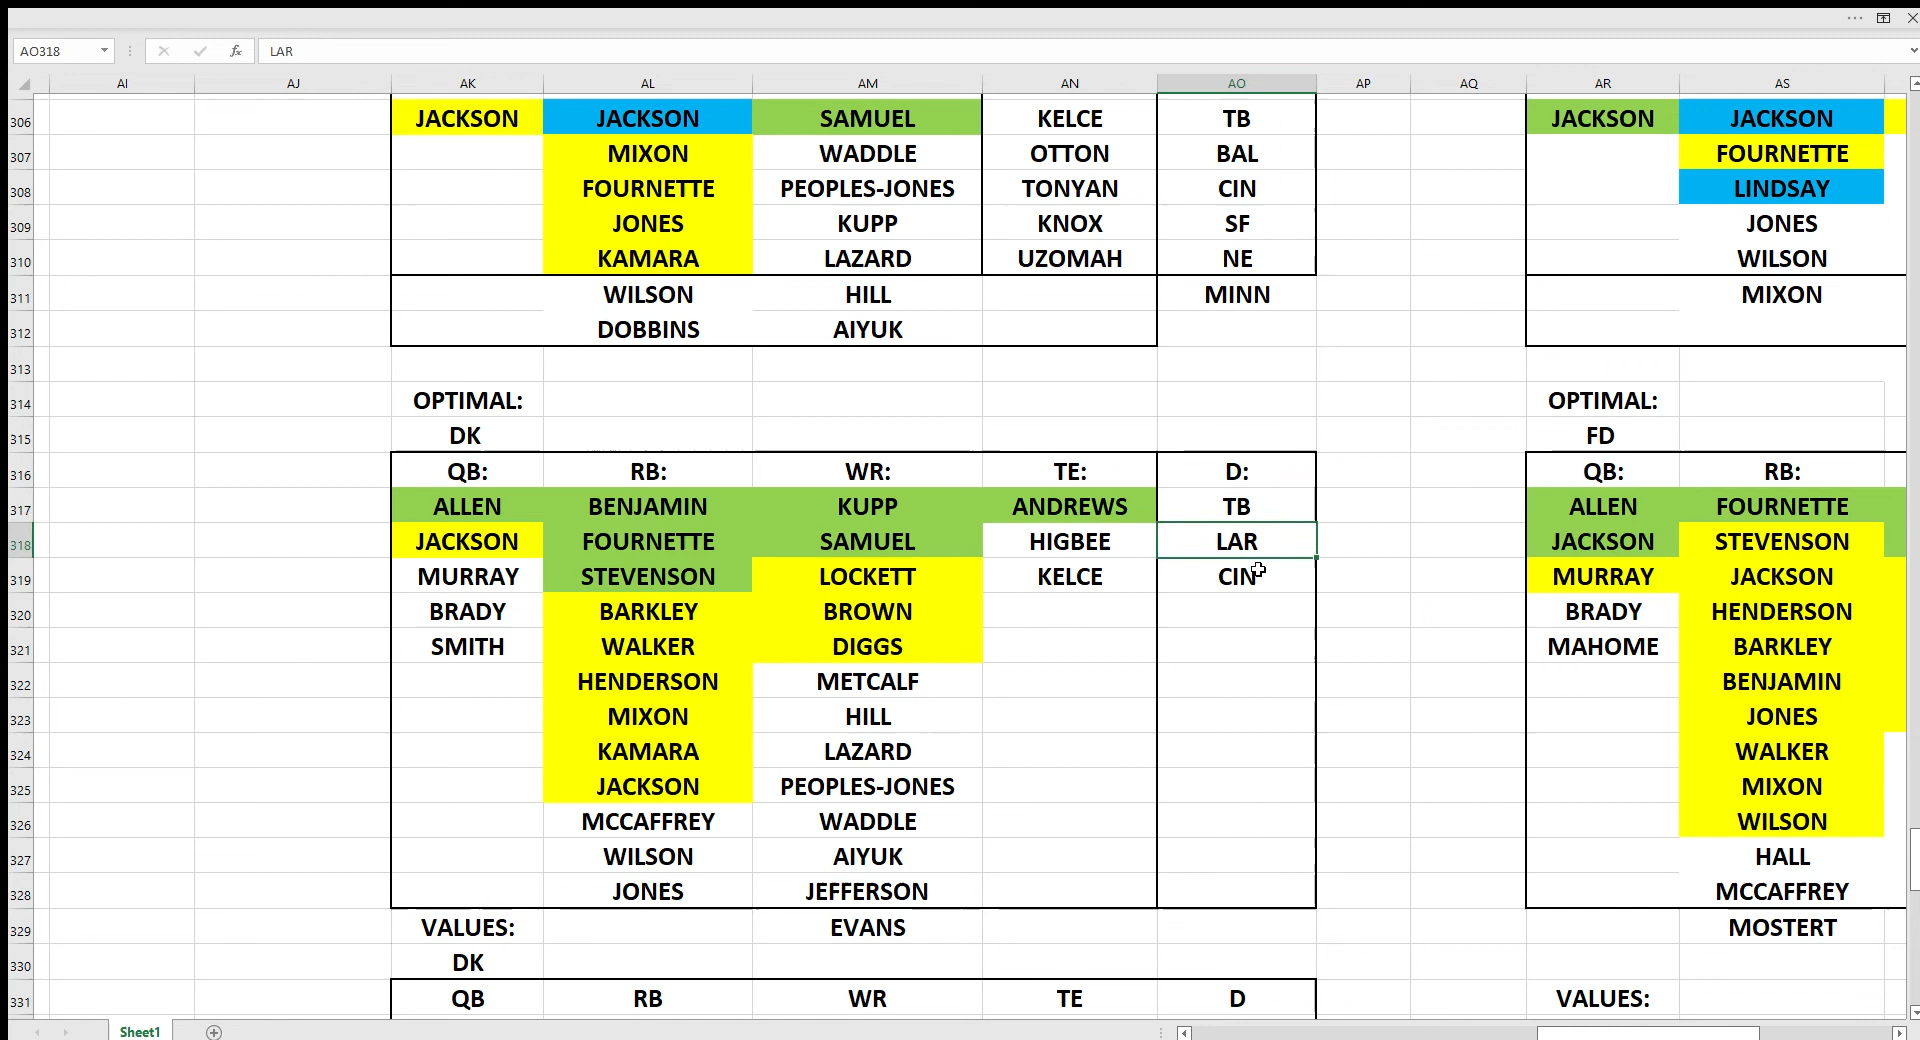 AO318 fx LAR
AI AJ AK AL AM AN AO AP AQ AR AS
306 JACKSON JACKSON SAMUEL KELCE TB JACKSON JACKSON
307 MIXON WADDLE OTTON BAL FOURNETTE
308 FOURNETTE PEOPLES-JONES TONYAN CIN LINDSAY
309 JONES KUPP KNOX SF JONES
310 KAMARA LAZARD UZOMAH NE WILSON
311 WILSON HILL MINN MIXON
312 DOBBINS AIYUK
313
314 OPTIMAL: OPTIMAL:
315 DK FD
316 QB: RB: WR: TE: D: QB: RB:
317 ALLEN BENJAMIN KUPP ANDREWS TB ALLEN FOURNETTE
318 JACKSON FOURNETTE SAMUEL HIGBEE LAR JACKSON STEVENSON
319 MURRAY STEVENSON LOCKETT KELCE CIN MURRAY JACKSON
320 BRADY BARKLEY BROWN BRADY HENDERSON
321 SMITH WALKER DIGGS MAHOME BARKLEY
322 HENDERSON METCALF BENJAMIN
323 MIXON HILL JONES
324 KAMARA LAZARD WALKER
325 JACKSON PEOPLES-JONES MIXON
326 MCCAFFREY WADDLE WILSON
327 WILSON AIYUK HALL
328 JONES JEFFERSON MCCAFFREY
329 VALUES: EVANS MOSTERT
330 DK
331 QB RB WR TE D VALUES:
Sheet1